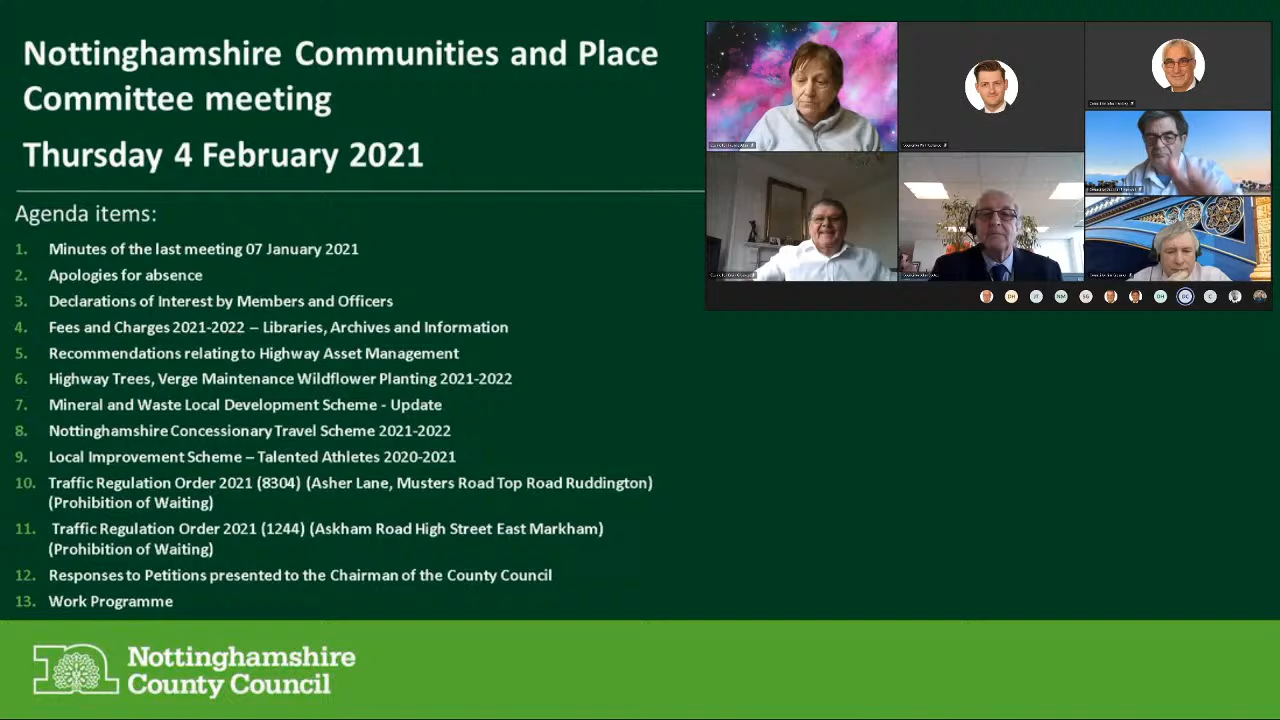 Nottinghamshire Communities and Place
Committee meeting
Thursday 4 February 2021
Agenda items:
1. Minutes of the last meeting 07 January 2021
2. Apologies for absence
3. Declarations of Interest by Members and Officers
4. Fees and Charges 2021-2022 – Libraries, Archives and Information
5. Recommendations relating to Highway Asset Management
6. Highway Trees, Verge Maintenance Wildflower Planting 2021-2022
7. Mineral and Waste Local Development Scheme - Update
8. Nottinghamshire Concessionary Travel Scheme 2021-2022
9. Local Improvement Scheme – Talented Athletes 2020-2021
10. Traffic Regulation Order 2021 (8304) (Asher Lane, Musters Road Top Road Ruddington)
(Prohibition of Waiting)
11. Traffic Regulation Order 2021 (1244) (Askham Road High Street East Markham)
(Prohibition of Waiting)
12. Responses to Petitions presented to the Chairman of the County Council
13. Work Programme
DH JT NM SG DH DC C
Nottinghamshire
County Council